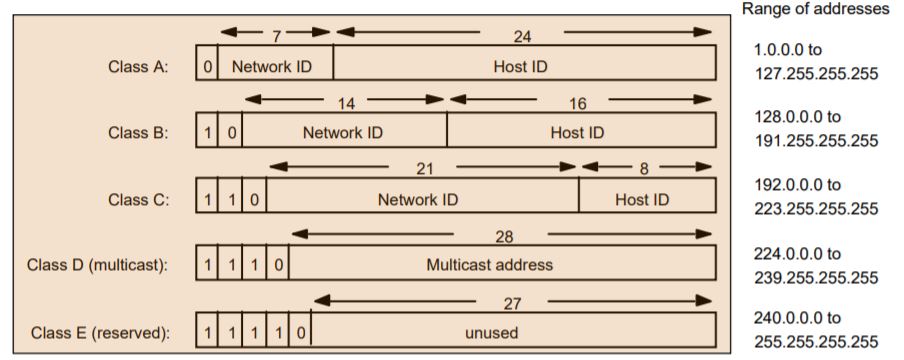 Range of addresses
7 24
Class A: 0 Network ID Host ID
1.0.0.0 to
127.255.255.255
14 16
Class B: 1 0 Network ID Host ID
128.0.0.0 to
191.255.255.255
21 8
Class C: 1 1 0 Network ID Host ID
192.0.0.0 to
223.255.255.255
28
Class D (multicast): 1 1 1 0 Multicast address
224.0.0.0 to
239.255.255.255
27
Class E (reserved): 1 1 1 1 0 unused
240.0.0.0 to
255.255.255.255